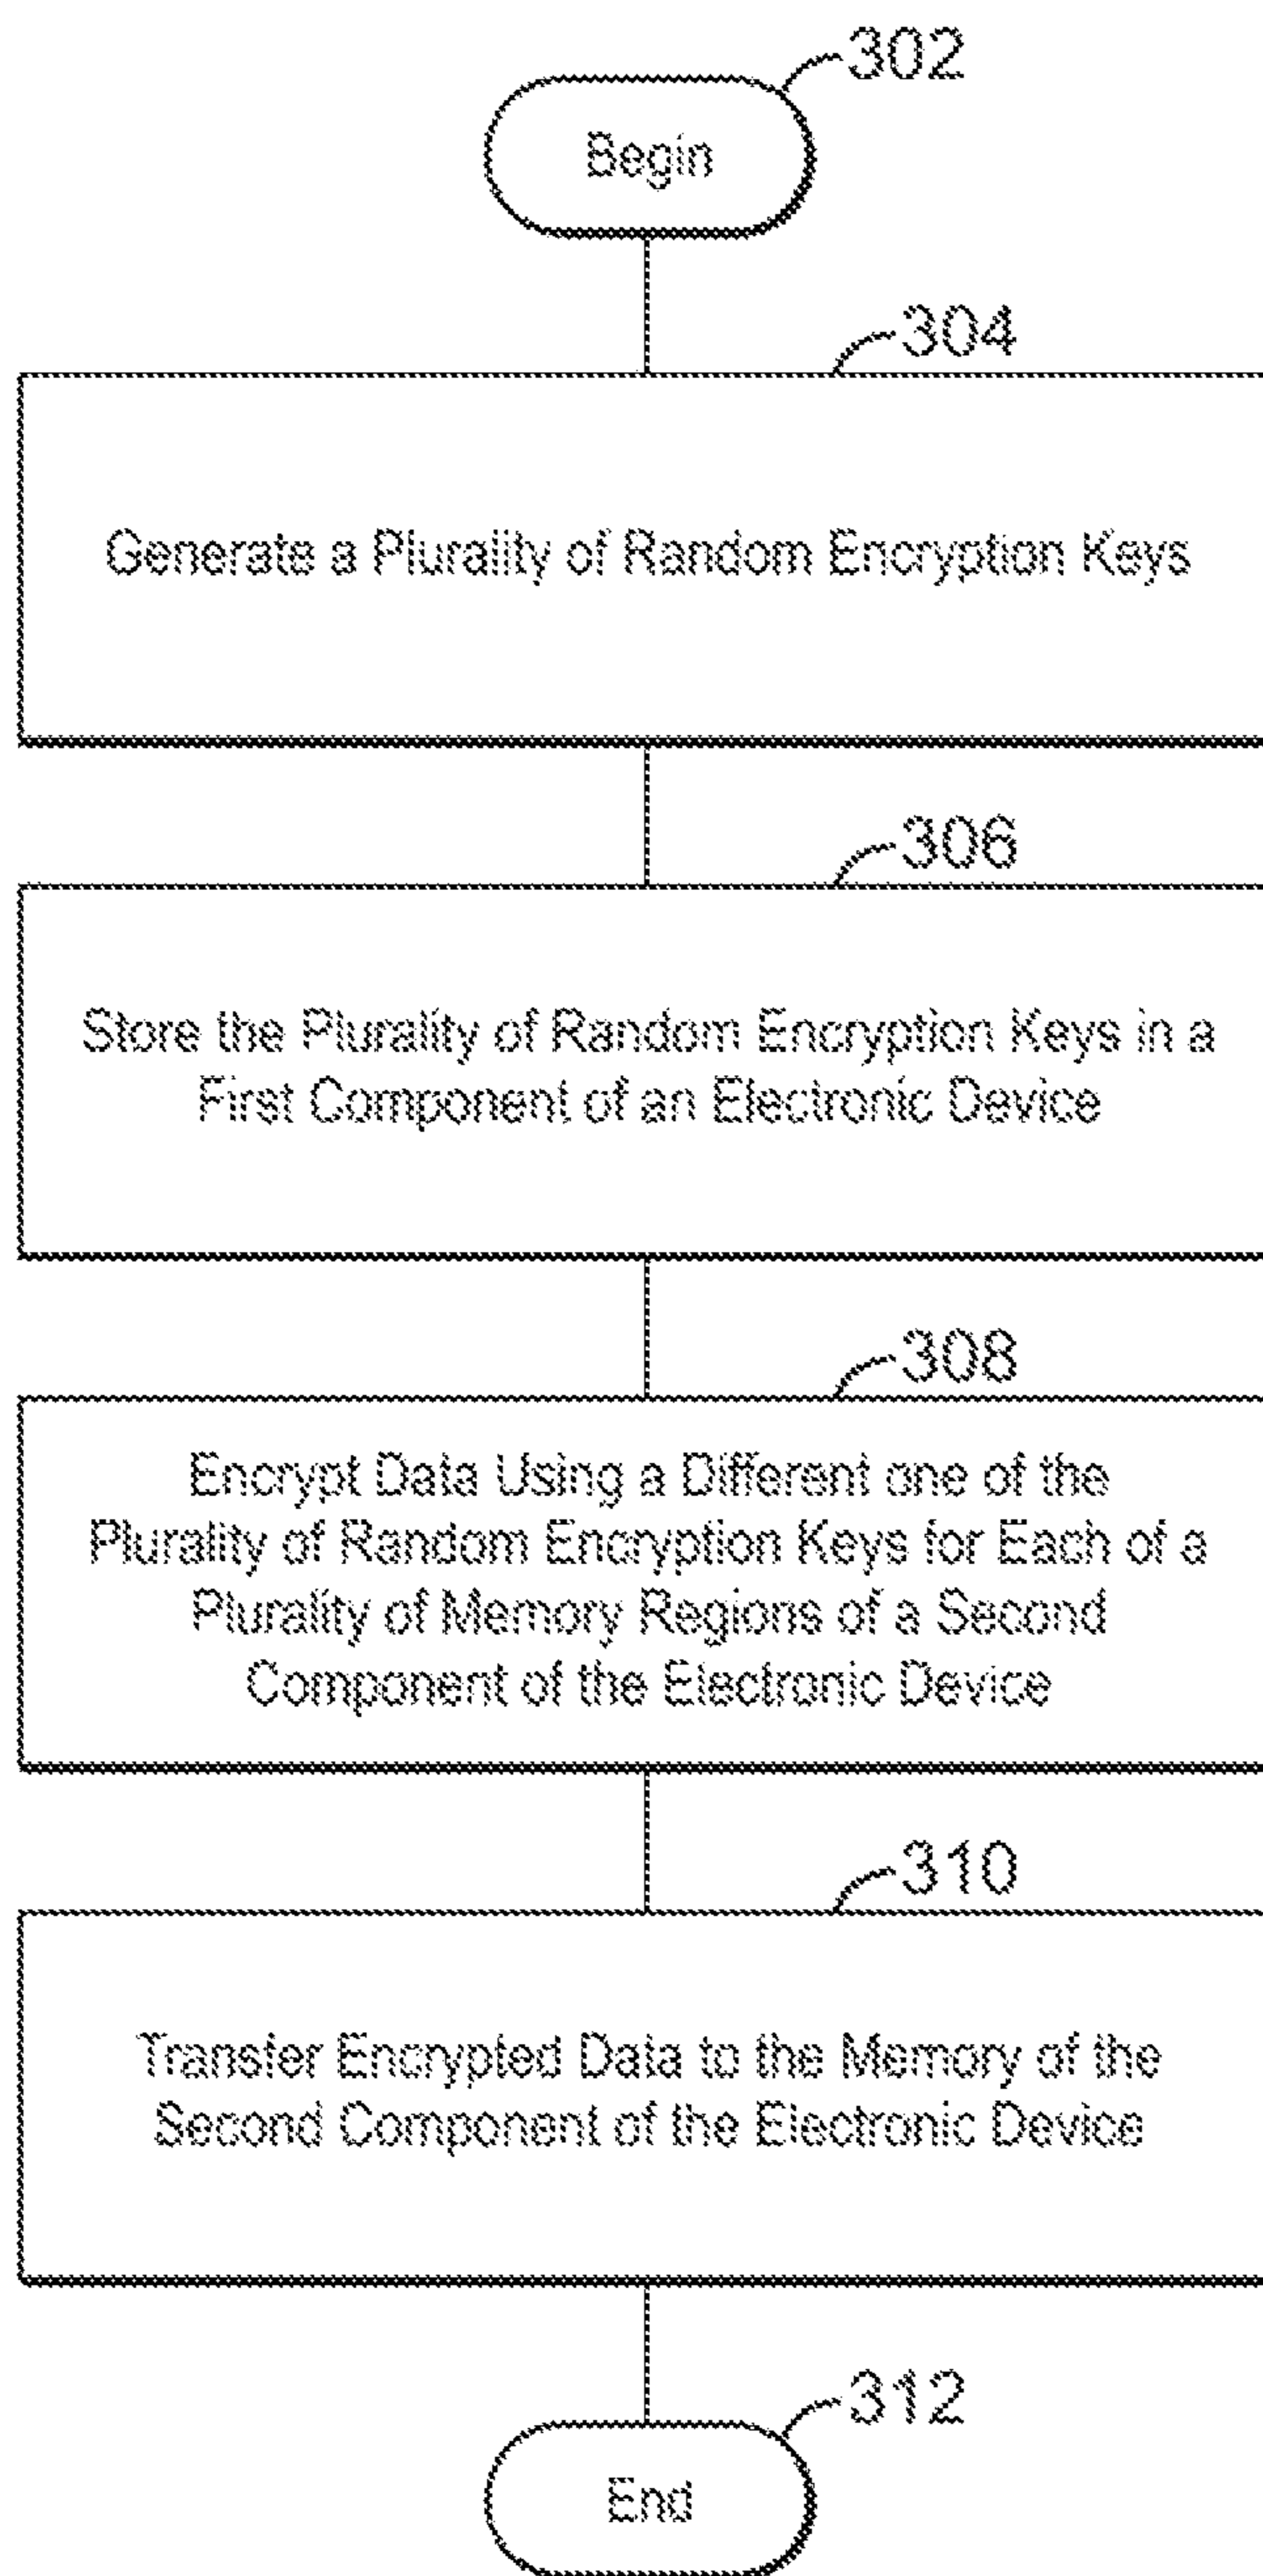 302
Begin
304
Generate a Plurality of Random Encryption Keys
306
Store the Plurality of Random Encryption Keys in a
First Component of an Electronic Device
308
Encrypt Data Using a Different one of the
Plurality of Random Encryption Keys for Each of a
Plurality of Memory Regions of a Second
Component of the Electronic Device
310
Transfer Encrypted Data to the Memory of the
Second Component of the Electronic Device
312
End